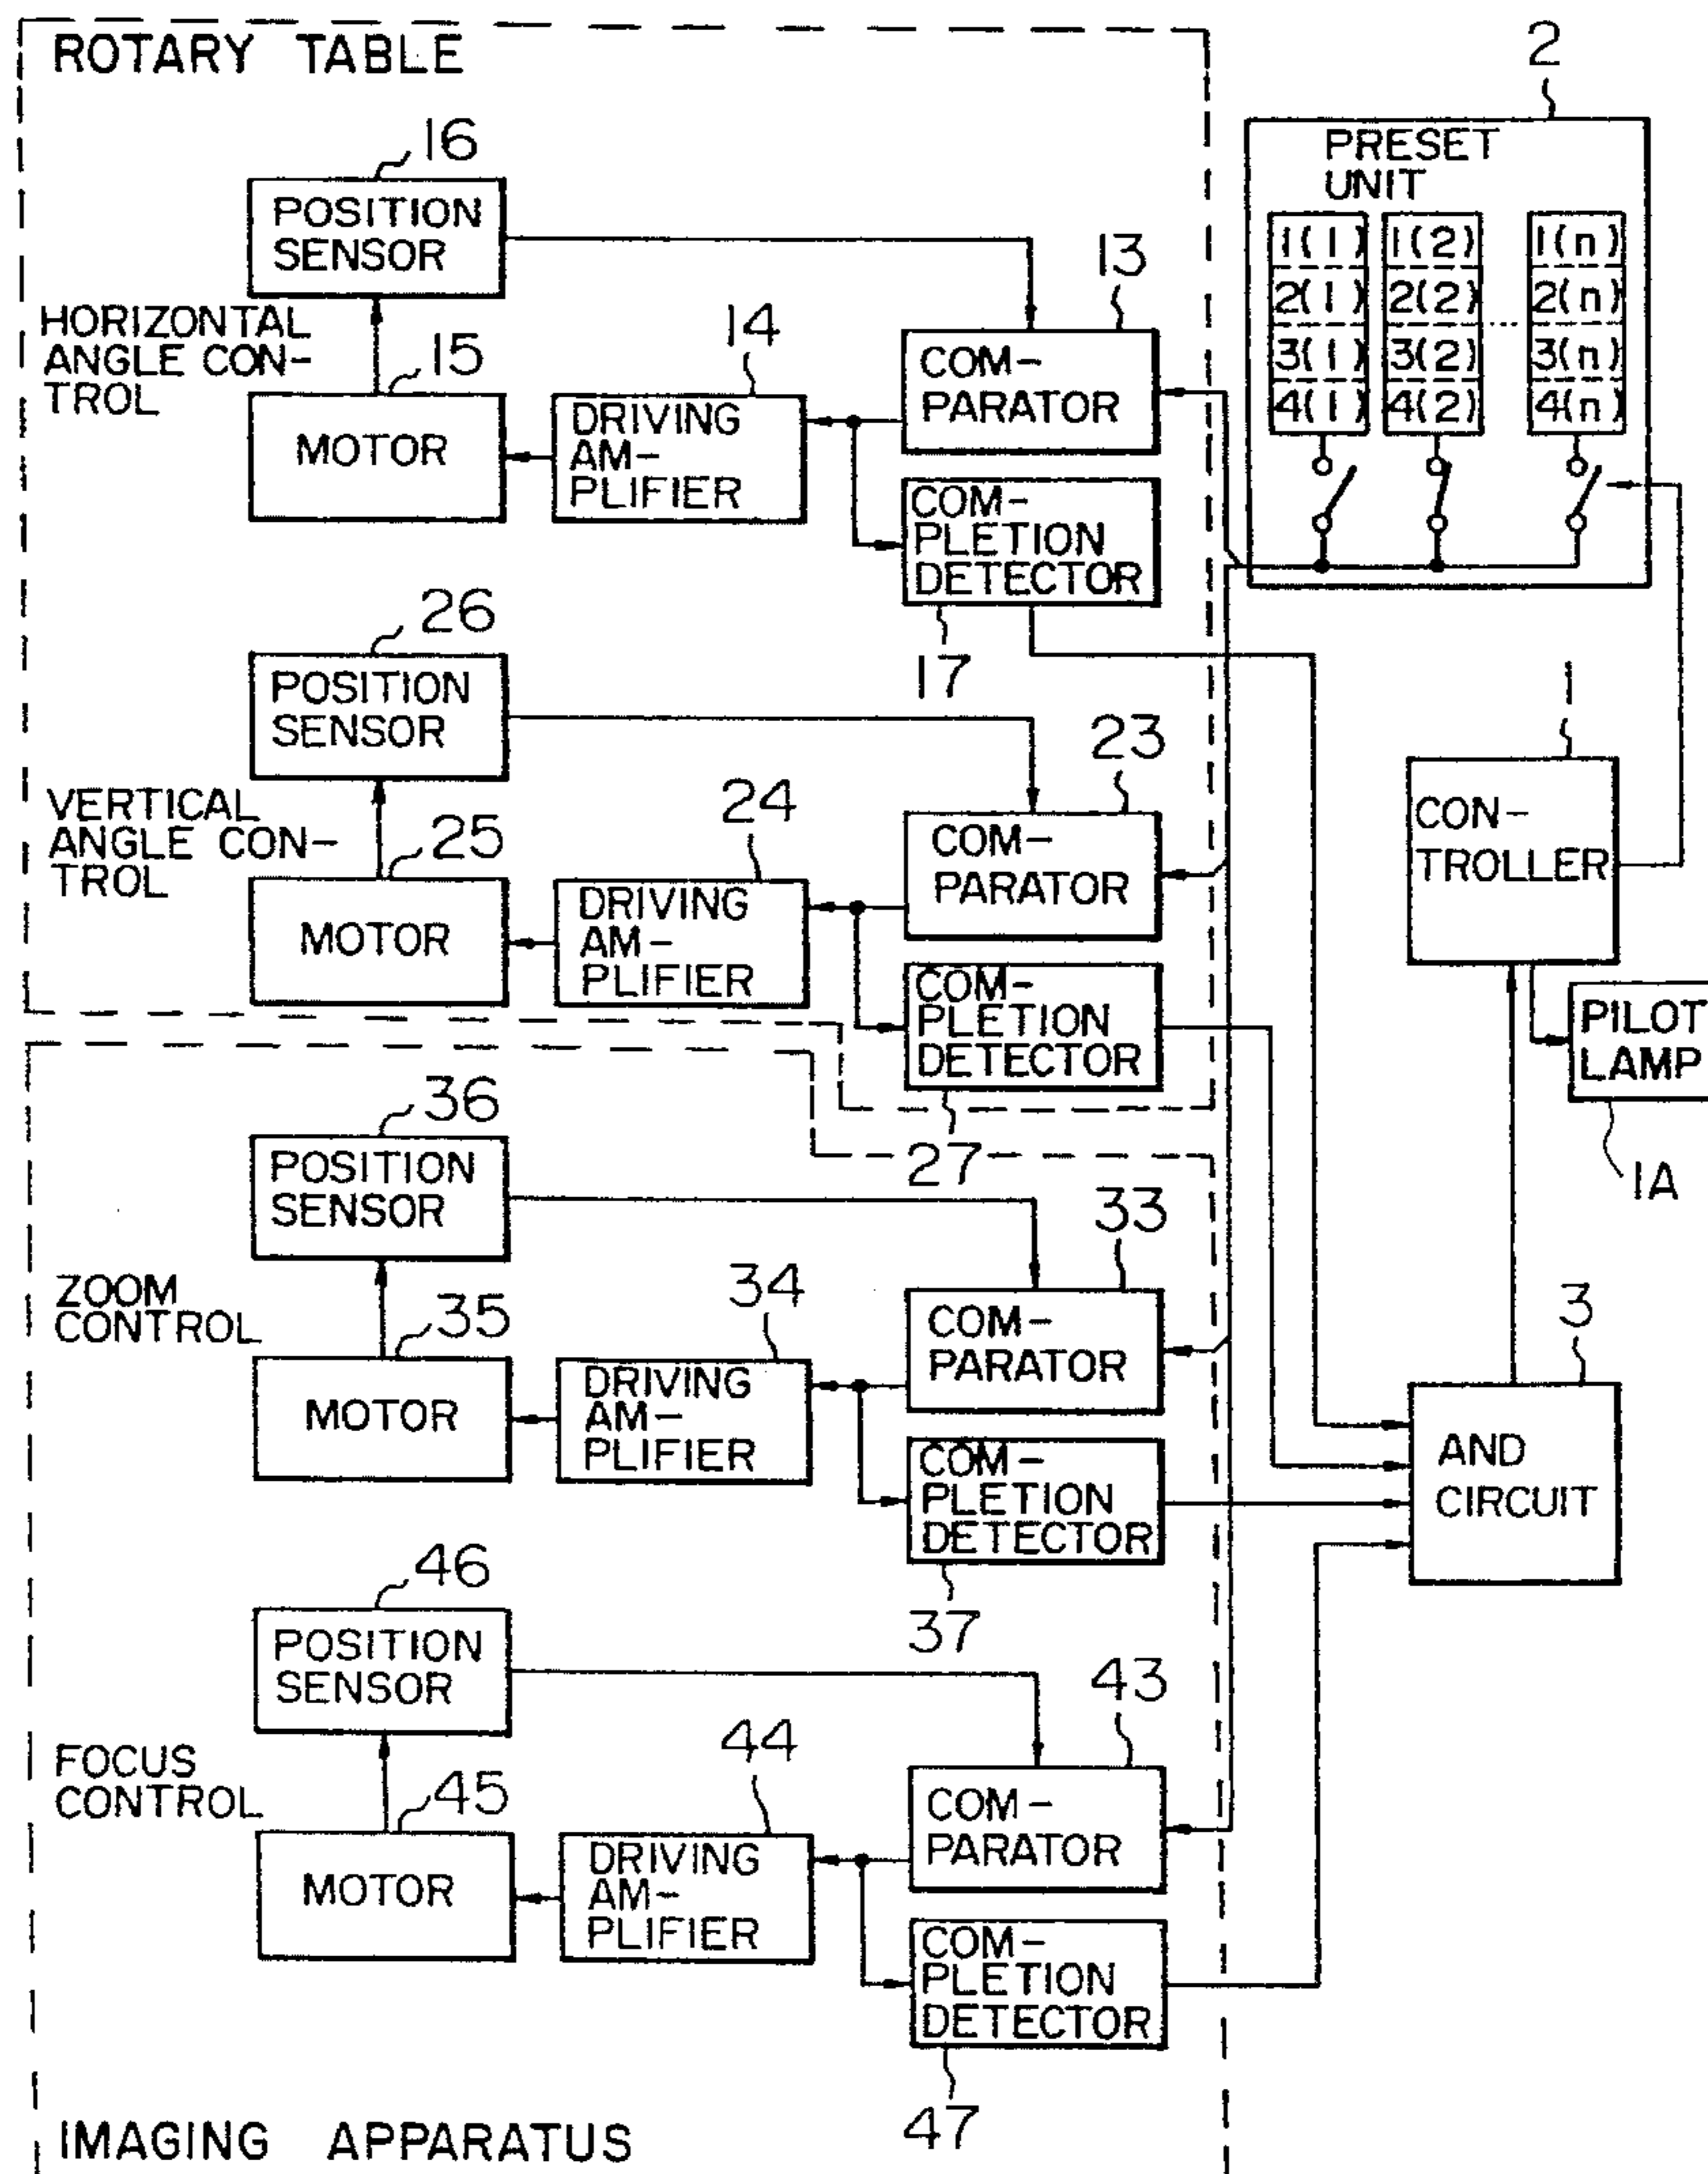 ROTARY TABLE
2
PRESET
UNIT
1(1) 1(2) 1(n)
2(1) 2(2) 2(n)
3(1) 3(2) ... 3(n)
4(1) 4(2) 4(n)
16
POSITION
SENSOR
13
COM-
PARATOR
HORIZONTAL
ANGLE CON-
TROL
15
MOTOR
14
DRIVING
AM-
PLIFIER
COM-
PLETION
DETECTOR
17
26
POSITION
SENSOR
23
COM-
PARATOR
VERTICAL
ANGLE CON-
TROL
25
MOTOR
24
DRIVING
AM-
PLIFIER
COM-
PLETION
DETECTOR
27
1
CON-
TROLLER
PILOT
LAMP
1A
36
POSITION
SENSOR
33
COM-
PARATOR
ZOOM
CONTROL
35
MOTOR
34
DRIVING
AM-
PLIFIER
COM-
PLETION
DETECTOR
37
3
AND
CIRCUIT
46
POSITION
SENSOR
43
COM-
PARATOR
FOCUS
CONTROL
45
MOTOR
44
DRIVING
AM-
PLIFIER
COM-
PLETION
DETECTOR
47
IMAGING APPARATUS